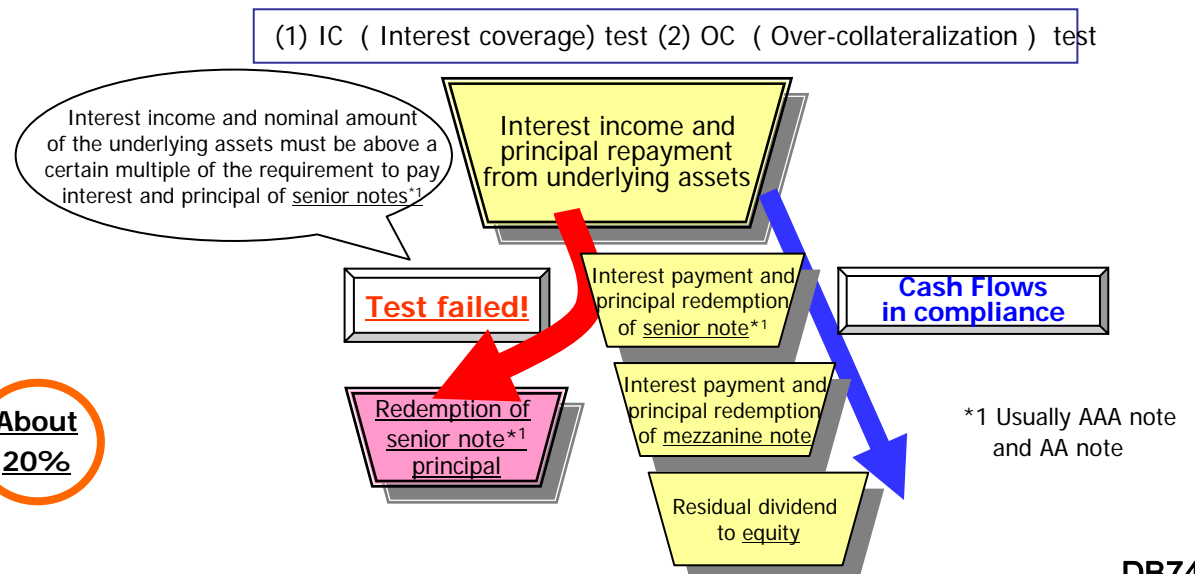 (1) IC ( Interest coverage) test (2) OC ( Over-collateralization ) test
Interest income and nominal amount
of the underlying assets must be above a
certain multiple of the requirement to pay
interest and principal of senior notes*1
Interest income and
principal repayment
from underlying assets
Test failed!
Interest payment and
principal redemption
of senior note*1
Cash Flows
in compliance
Redemption of
senior note*1
principal
Interest payment and
principal redemption
of mezzanine note
Residual dividend
to equity
*1 Usually AAA note
and AA note
About
20%
DB74